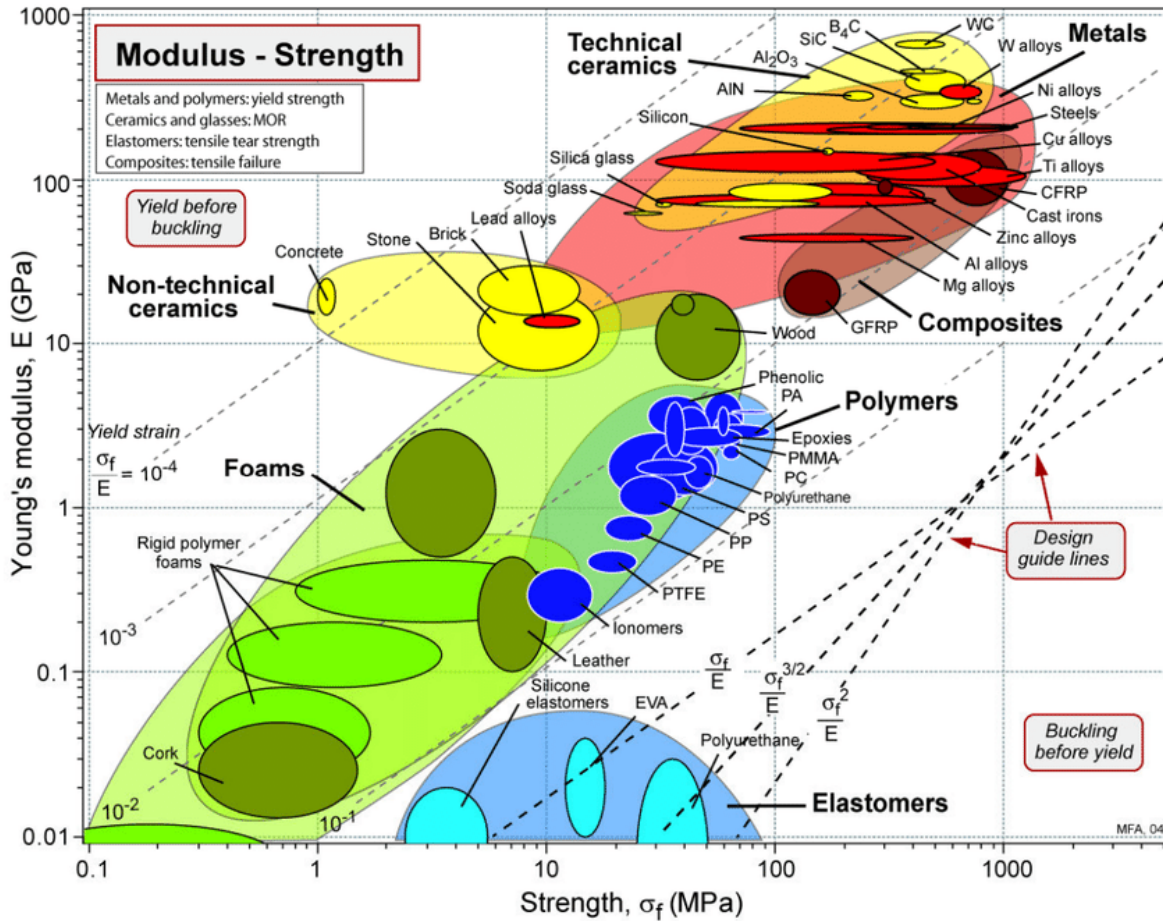 1000
Modulus - Strength
Metals and polymers: yield strength
Ceramics and glasses: MOR
Elastomers: tensile tear strength
Composites: tensile failure
Technical
ceramics
B4C
SiC
Al2O3
AlN
Silicon
Silica glass
Soda glass
WC
Metals
W alloys
Ni alloys
Steels
Cu alloys
Ti alloys
CFRP
Cast irons
Zinc alloys
Al alloys
Mg alloys
100
Yield before
buckling
Lead alloys
Brick
Stone
Concrete
Non-technical
ceramics
GFRP
Composites
Wood
10
Phenolic
PA
Polymers
Epoxies
PMMA
PC
Polyurethane
PS
PP
PE
PTFE
Ionomers
Leather
Yield strain
σf
E
= 10-4
Foams
1
Rigid polymer
foams
Design
guide lines
10-3
0.1
Silicone
elastomers
EVA
Polyurethane
σf
E
σf3/2
E
σf2
E
Buckling
before yield
Cork
Elastomers
10-2
10-1
0.01
MFA, 04
0.1
1
10
100
1000
Strength, σf (MPa)
Young's modulus, E (GPa)